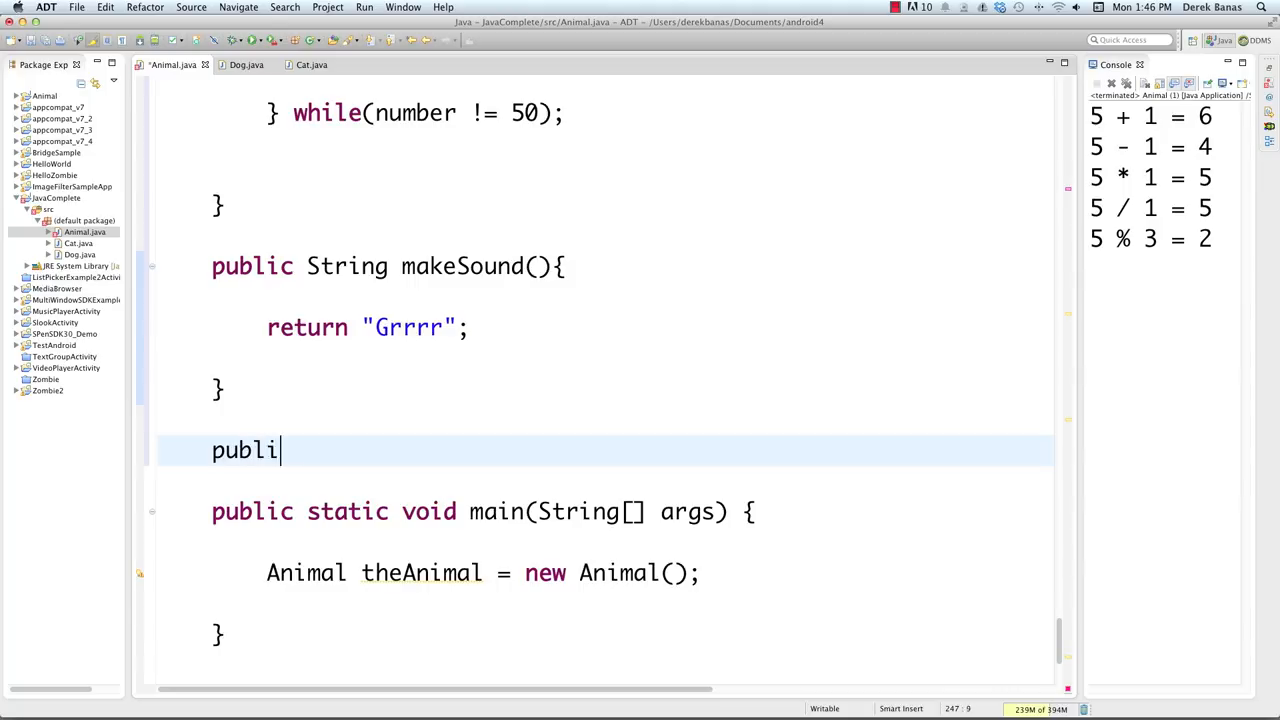 ADT File Edit Refactor Source Navigate Search Project Run Window Help 10 Mon 1:46 PM Derek Banas
Java – JavaComplete/src/Animal.java – ADT – /Users/derekbanas/Documents/android4
Quick Access Java DDMS
Package Exp
*Animal.java Dog.java Cat.java
Console
<terminated> Animal (1) [Java Application] /S
Animal
appcompat_v7
appcompat_v7_2
appcompat_v7_3
appcompat_v7_4
BridgeSample
HelloWorld
HelloZombie
ImageFilterSampleApp
JavaComplete
src
(default package)
Animal.java
Cat.java
Dog.java
JRE System Library [Ja
ListPickerExample2Activi
MediaBrowser
MultiWindowSDKExample
MusicPlayerActivity
SlookActivity
SPenSDK30_Demo
TestAndroid
TextGroupActivity
VideoPlayerActivity
Zombie
Zombie2
} while(number != 50);
}
public String makeSound(){
return "Grrrr";
}
publi
public static void main(String[] args) {
Animal theAnimal = new Animal();
}
5 + 1 = 6
5 - 1 = 4
5 * 1 = 5
5 / 1 = 5
5 % 3 = 2
Writable Smart Insert 247 : 9 239M of 394M